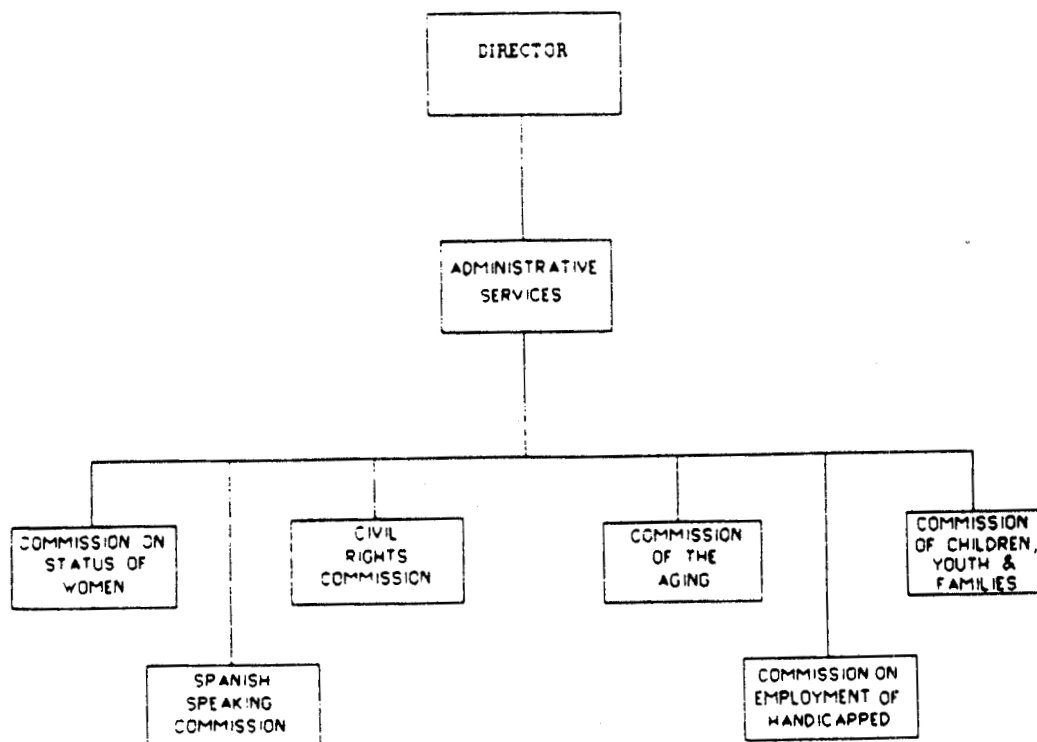 DIRECTOR
ADMINISTRATIVE
SERVICES
COMMISSION ON
STATUS OF
WOMEN
CIVIL
RIGHTS
COMMISSION
COMMISSION
OF THE
AGING
COMMISSION
OF CHILDREN,
YOUTH &
FAMILIES
SPANISH
SPEAKING
COMMISSION
COMMISSION ON
EMPLOYMENT OF
HANDICAPPED